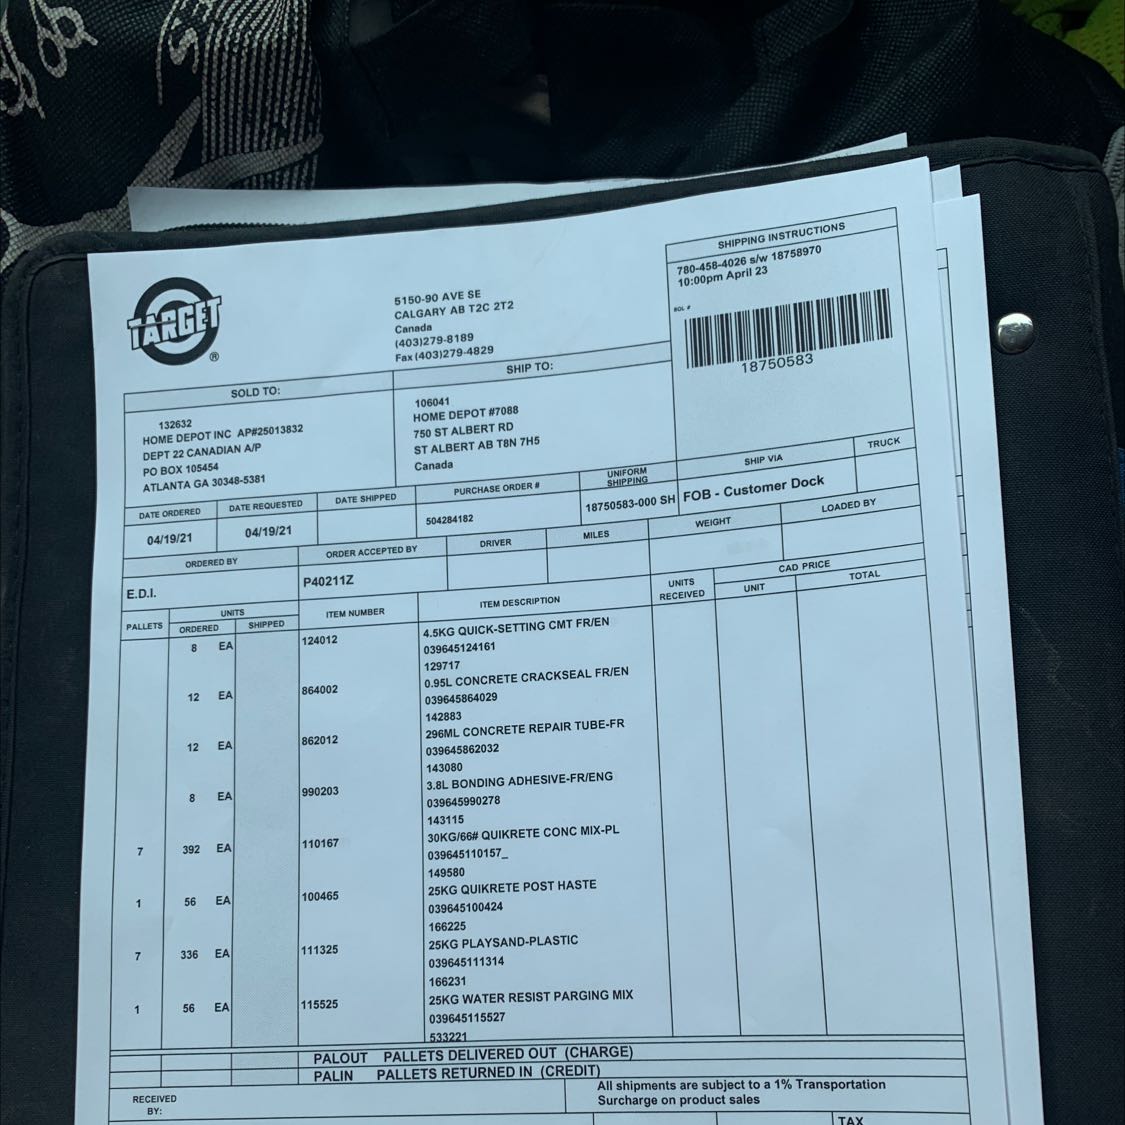 TARGET
®
5150-90 AVE SE
CALGARY AB T2C 2T2
Canada
(403)279-8189
Fax (403)279-4829
SHIPPING INSTRUCTIONS
780-458-4026 s/w 18758970
10:00pm April 23
BOL #
18750583
SOLD TO:
132632
HOME DEPOT INC AP#25013832
DEPT 22 CANADIAN A/P
PO BOX 105454
ATLANTA GA 30348-5381
SHIP TO:
106041
HOME DEPOT #7088
750 ST ALBERT RD
ST ALBERT AB T8N 7H5
Canada
DATE ORDERED DATE REQUESTED DATE SHIPPED PURCHASE ORDER # UNIFORM SHIPPING SHIP VIA TRUCK
04/19/21 04/19/21 504284182 18750583-000 SH FOB - Customer Dock
ORDERED BY ORDER ACCEPTED BY DRIVER MILES WEIGHT LOADED BY
E.D.I. P40211Z
PALLETS UNITS ITEM NUMBER ITEM DESCRIPTION UNITS RECEIVED CAD PRICE
ORDERED SHIPPED UNIT TOTAL
8 EA 124012 4.5KG QUICK-SETTING CMT FR/EN
039645124161
129717
12 EA 864002 0.95L CONCRETE CRACKSEAL FR/EN
039645864029
142883
12 EA 862012 296ML CONCRETE REPAIR TUBE-FR
039645862032
143080
8 EA 990203 3.8L BONDING ADHESIVE-FR/ENG
039645990278
143115
7 392 EA 110167 30KG/66# QUIKRETE CONC MIX-PL
039645110157_
149580
1 56 EA 100465 25KG QUIKRETE POST HASTE
039645100424
166225
7 336 EA 111325 25KG PLAYSAND-PLASTIC
039645111314
166231
1 56 EA 115525 25KG WATER RESIST PARGING MIX
039645115527
533221
PALOUT PALLETS DELIVERED OUT (CHARGE)
PALIN PALLETS RETURNED IN (CREDIT)
RECEIVED
BY:
All shipments are subject to a 1% Transportation
Surcharge on product sales
TAX